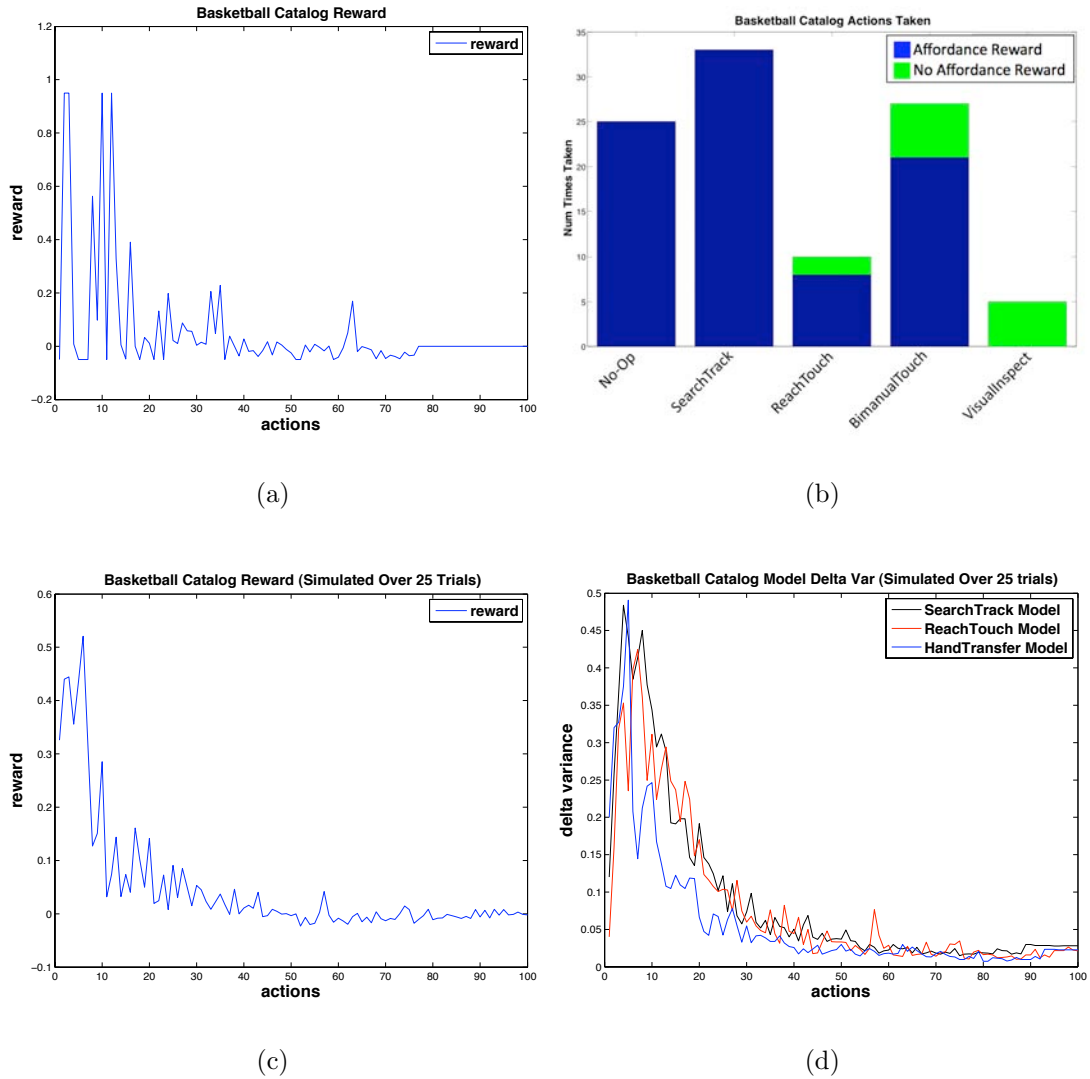 Basketball Catalog Reward
reward
1.2
1
0.8
0.6
0.4
0.2
0
−0.2
reward
0 10 20 30 40 50 60 70 80 90 100
actions
(a)
Basketball Catalog Actions Taken
Affordance Reward
No Affordance Reward
35
30
25
20
15
10
5
0
Num Times Taken
No-Op
SearchTrack
ReachTouch
BimanualTouch
VisualInspect
(b)
Basketball Catalog Reward (Simulated Over 25 Trials)
reward
0.6
0.5
0.4
0.3
0.2
0.1
0
−0.1
reward
0 10 20 30 40 50 60 70 80 90 100
actions
(c)
Basketball Catalog Model Delta Var (Simulated Over 25 trials)
SearchTrack Model
ReachTouch Model
HandTransfer Model
0.5
0.45
0.4
0.35
0.3
0.25
0.2
0.15
0.1
0.05
0
delta variance
0 10 20 30 40 50 60 70 80 90 100
actions
(d)